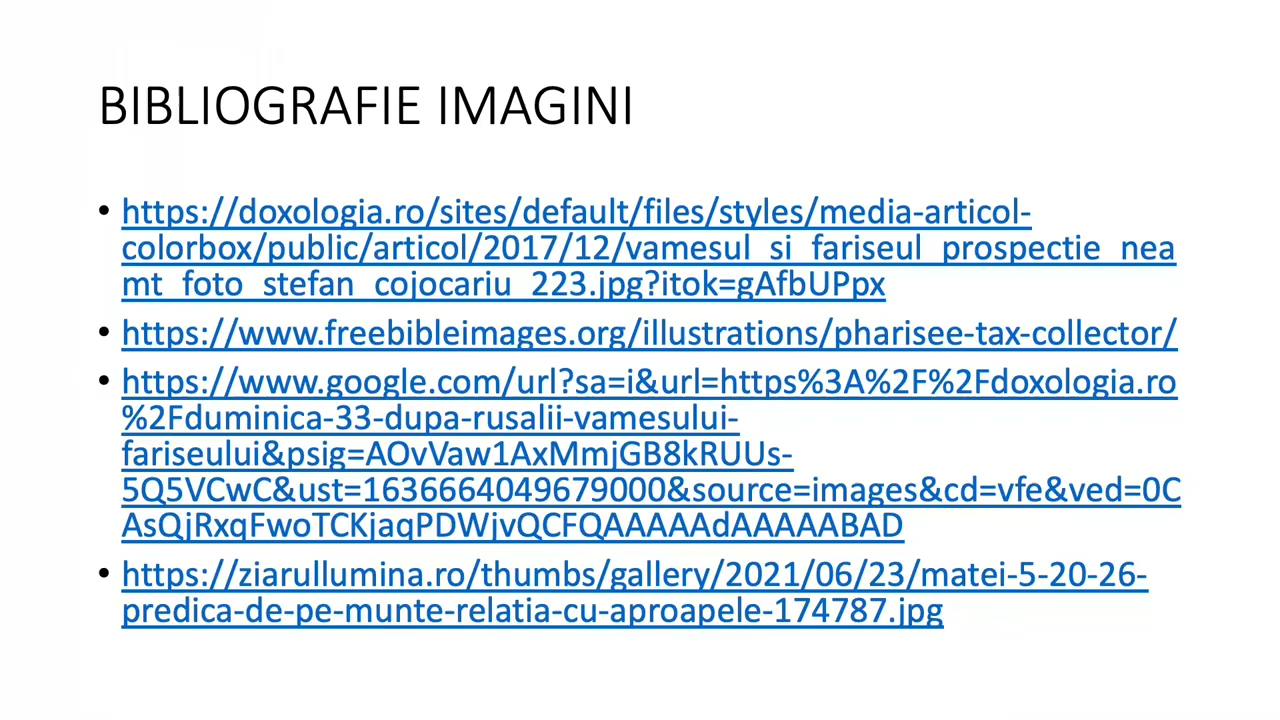 BIBLIOGRAFIE IMAGINI
• https://doxologia.ro/sites/default/files/styles/media-articol-
colorbox/public/articol/2017/12/vamesul_si_fariseul_prospectie_nea
mt_foto_stefan_cojocariu_223.jpg?itok=gAfbUPpx
• https://www.freebibleimages.org/illustrations/pharisee-tax-collector/
• https://www.google.com/url?sa=i&url=https%3A%2F%2Fdoxologia.ro
%2Fduminica-33-dupa-rusalii-vamesului-
fariseului&psig=AOvVaw1AxMmjGB8kRUUs-
5Q5VCwC&ust=1636664049679000&source=images&cd=vfe&ved=0C
AsQjRxqFwoTCKjaqPDWjvQCFQAAAAAdAAAAABAD
• https://ziarullumina.ro/thumbs/gallery/2021/06/23/matei-5-20-26-
predica-de-pe-munte-relatia-cu-aproapele-174787.jpg